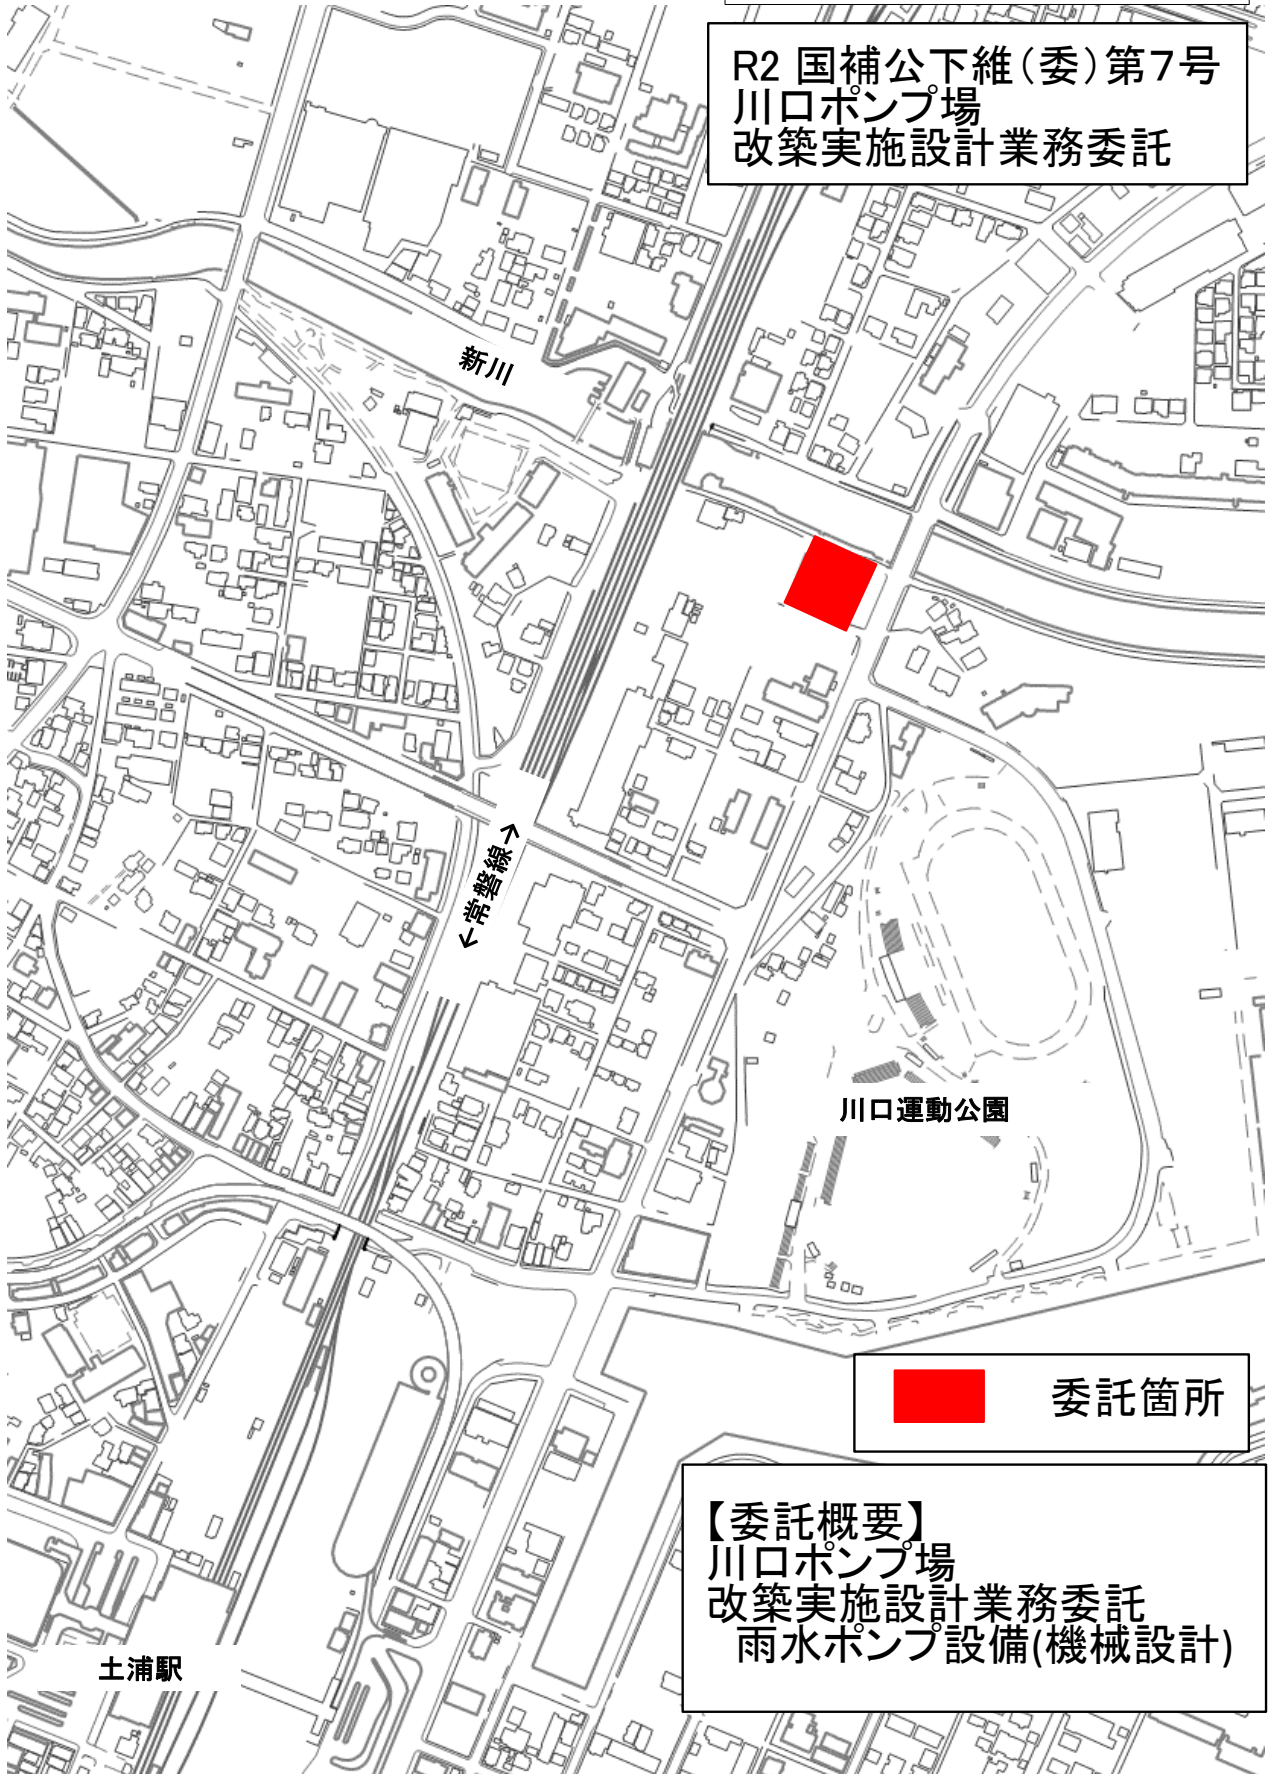 R2 国補公下維（委）第７号
川口ポンプ場
改築実施設計業務委託
新川
←常磐線→
川口運動公園
委託箇所
【委託概要】
川口ポンプ場
改築実施設計業務委託
雨水ポンプ設備(機械設計)
土浦駅